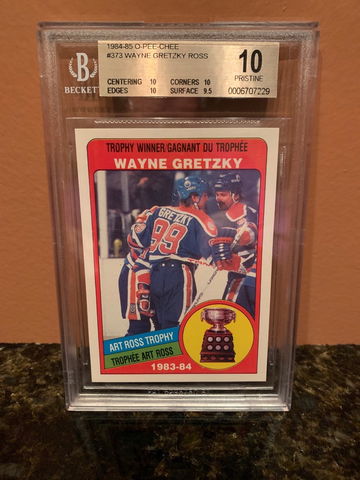 1984-85 O-PEE-CHEE
#373 WAYNE GRETZKY ROSS
B
BECKETT
CENTERING 10 CORNERS 10
EDGES 10 SURFACE 9.5
10
PRISTINE
0006707229
TROPHY WINNER/GAGNANT DU TROPHÉE
WAYNE GRETZKY
GRETZKY
99
ART ROSS TROPHY
TROPHÉE ART ROSS
1983-84